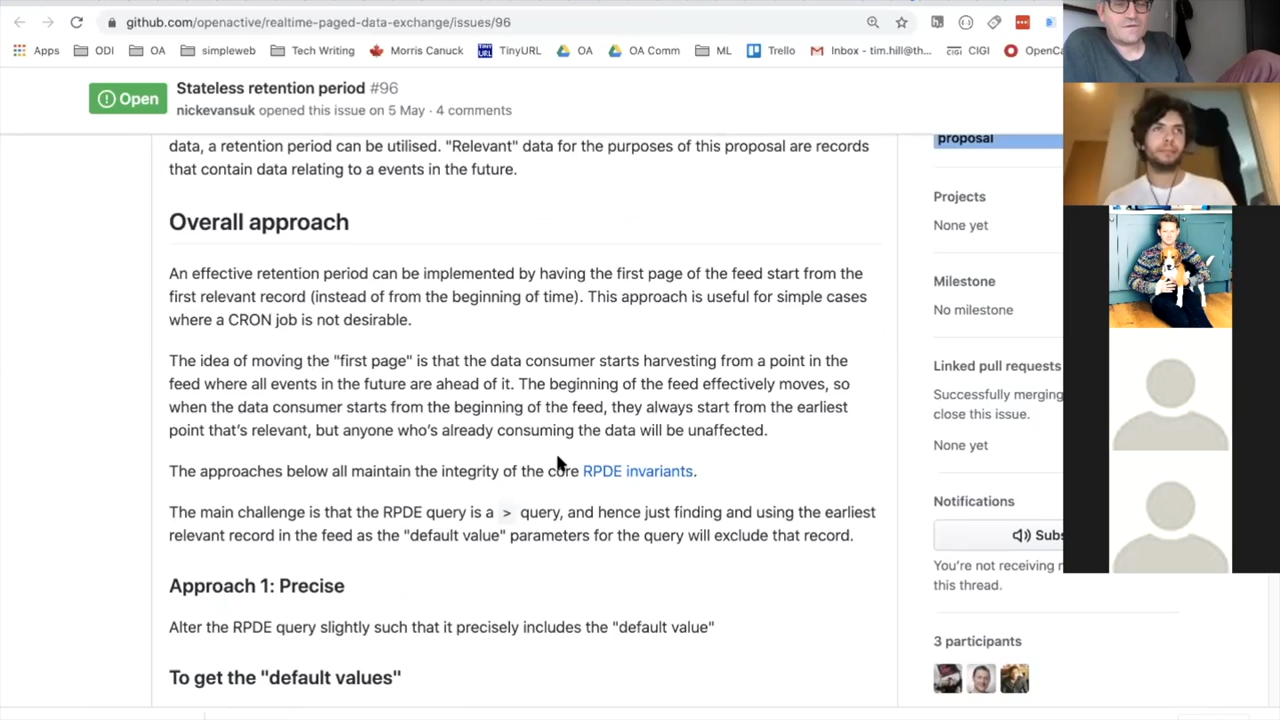 github.com/openactive/realtime-paged-data-exchange/issues/96
Apps ODI OA simpleweb Tech Writing Morris Canuck TinyURL OA OA Comm ML Trello Inbox - tim.hill@th... CIGI OpenCa
Open
Stateless retention period #96
nickevansuk opened this issue on 5 May · 4 comments
data, a retention period can be utilised. "Relevant" data for the purposes of this proposal are records
that contain data relating to a events in the future.
Overall approach
An effective retention period can be implemented by having the first page of the feed start from the
first relevant record (instead of from the beginning of time). This approach is useful for simple cases
where a CRON job is not desirable.
The idea of moving the "first page" is that the data consumer starts harvesting from a point in the
feed where all events in the future are ahead of it. The beginning of the feed effectively moves, so
when the data consumer starts from the beginning of the feed, they always start from the earliest
point that's relevant, but anyone who's already consuming the data will be unaffected.
The approaches below all maintain the integrity of the core RPDE invariants.
The main challenge is that the RPDE query is a > query, and hence just finding and using the earliest
relevant record in the feed as the "default value" parameters for the query will exclude that record.
Approach 1: Precise
Alter the RPDE query slightly such that it precisely includes the "default value"
To get the "default values"
proposal
Projects
None yet
Milestone
No milestone
Linked pull requests
Successfully merging
close this issue.
None yet
Notifications
Subs
You're not receiving
this thread.
3 participants